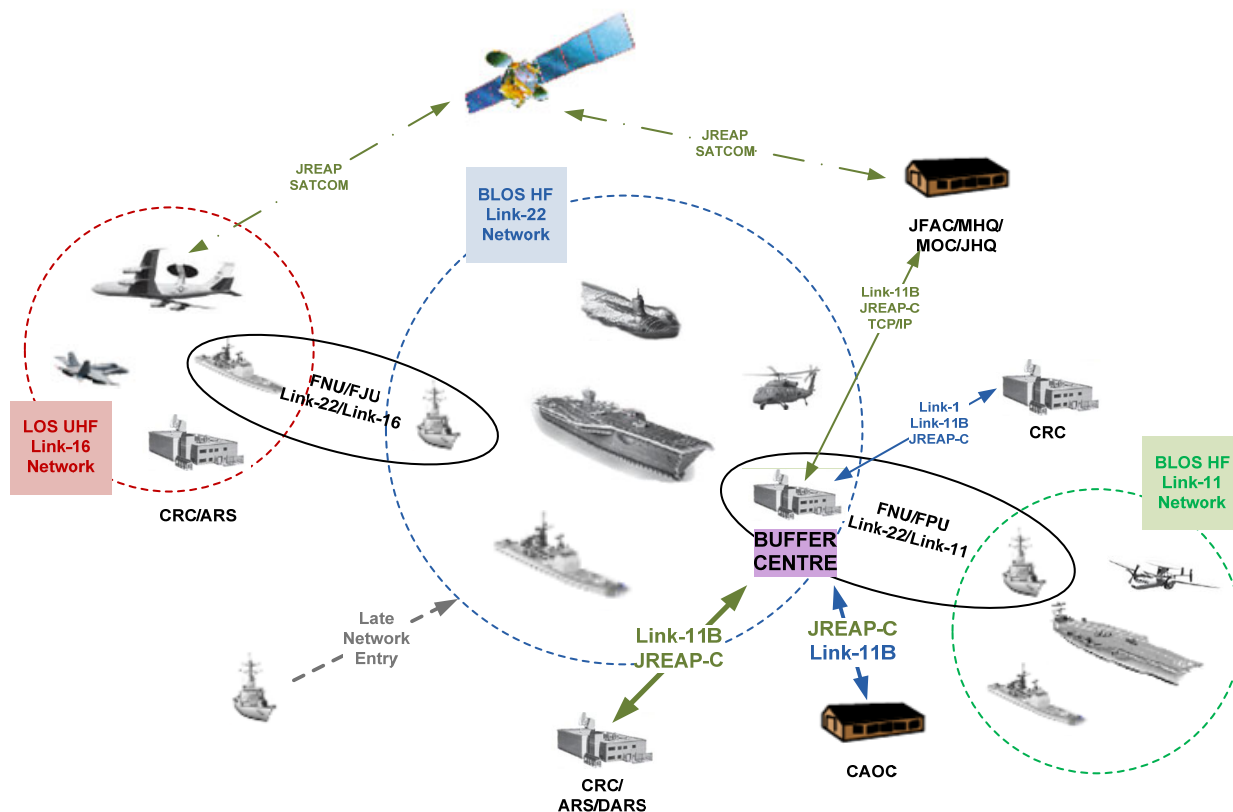 JREAP
SATCOM
JREAP
SATCOM
BLOS HF
Link-22
Network
JFAC/MHQ/
MOC/JHQ
Link-11B
JREAP-C
TCP/IP
FNU/FJU
Link-22/Link-16
LOS UHF
Link-16
Network
CRC/ARS
Link-1
Link-11B
JREAP-C
CRC
BLOS HF
Link-11
Network
FNU/FPU
Link-22/Link-11
BUFFER
CENTRE
Late
Network
Entry
Link-11B
JREAP-C
JREAP-C
Link-11B
CRC/
ARS/DARS
CAOC